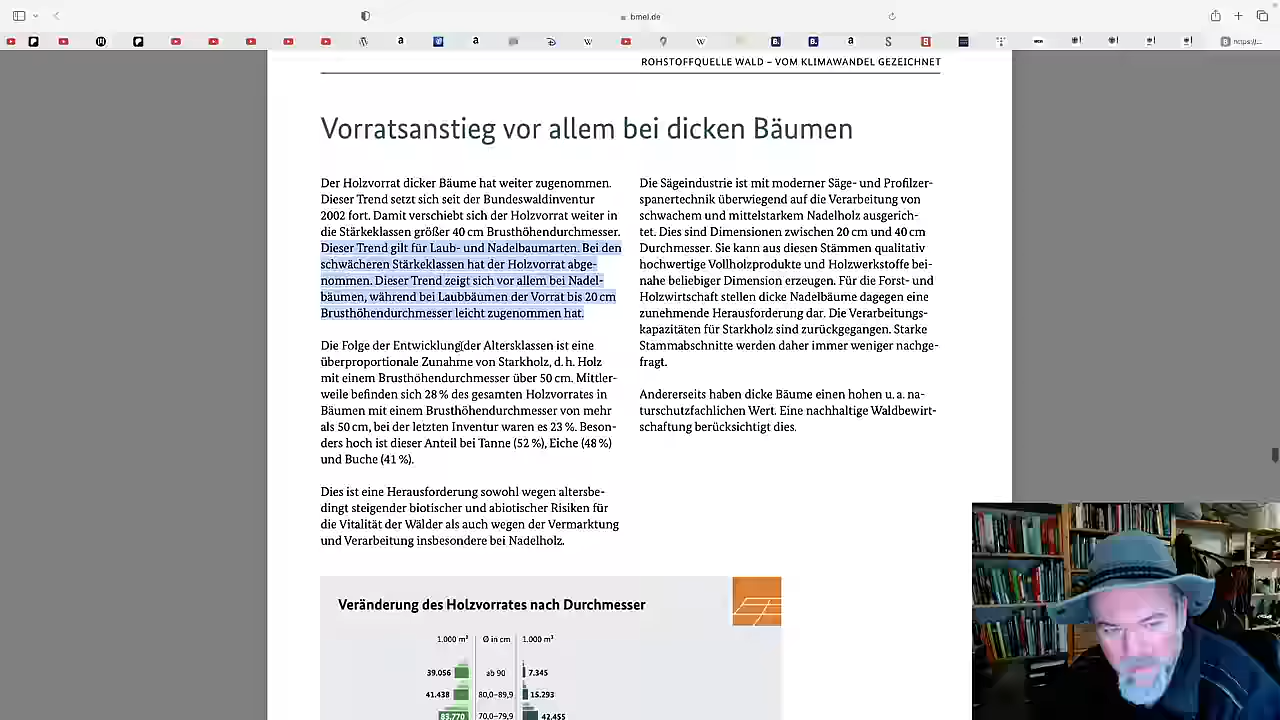 bmel.de
https://...
ROHSTOFFQUELLE WALD – VOM KLIMAWANDEL GEZEICHNET
Vorratsanstieg vor allem bei dicken Bäumen
Der Holzvorrat dicker Bäume hat weiter zugenommen.
Dieser Trend setzt sich seit der Bundeswaldinventur
2002 fort. Damit verschiebt sich der Holzvorrat weiter in
die Stärkeklassen größer 40 cm Brusthöhendurchmesser.
Dieser Trend gilt für Laub- und Nadelbaumarten. Bei den
schwächeren Stärkeklassen hat der Holzvorrat abge-
nommen. Dieser Trend zeigt sich vor allem bei Nadel-
bäumen, während bei Laubbäumen der Vorrat bis 20 cm
Brusthöhendurchmesser leicht zugenommen hat.
Die Folge der Entwicklung der Altersklassen ist eine
überproportionale Zunahme von Starkholz, d. h. Holz
mit einem Brusthöhendurchmesser über 50 cm. Mittler-
weile befinden sich 28 % des gesamten Holzvorrates in
Bäumen mit einem Brusthöhendurchmesser von mehr
als 50 cm, bei der letzten Inventur waren es 23 %. Beson-
ders hoch ist dieser Anteil bei Tanne (52 %), Eiche (48 %)
und Buche (41 %).
Dies ist eine Herausforderung sowohl wegen altersbe-
dingt steigender biotischer und abiotischer Risiken für
die Vitalität der Wälder als auch wegen der Vermarktung
und Verarbeitung insbesondere bei Nadelholz.
Die Sägeindustrie ist mit moderner Säge- und Profilzer-
spanertechnik überwiegend auf die Verarbeitung von
schwachem und mittelstarkem Nadelholz ausgerich-
tet. Dies sind Dimensionen zwischen 20 cm und 40 cm
Durchmesser. Sie kann aus diesen Stämmen qualitativ
hochwertige Vollholzprodukte und Holzwerkstoffe bei-
nahe beliebiger Dimension erzeugen. Für die Forst- und
Holzwirtschaft stellen dicke Nadelbäume dagegen eine
zunehmende Herausforderung dar. Die Verarbeitungs-
kapazitäten für Starkholz sind zurückgegangen. Starke
Stammabschnitte werden daher immer weniger nachge-
fragt.
Andererseits haben dicke Bäume einen hohen u. a. na-
turschutzfachlichen Wert. Eine nachhaltige Waldbewirt-
schaftung berücksichtigt dies.
Veränderung des Holzvorrates nach Durchmesser
1.000 m³ Ø in cm 1.000 m³
39.056 ab 90 7.345
41.438 80,0–89,9 15.293
83.770 70,0–79,9 42.455